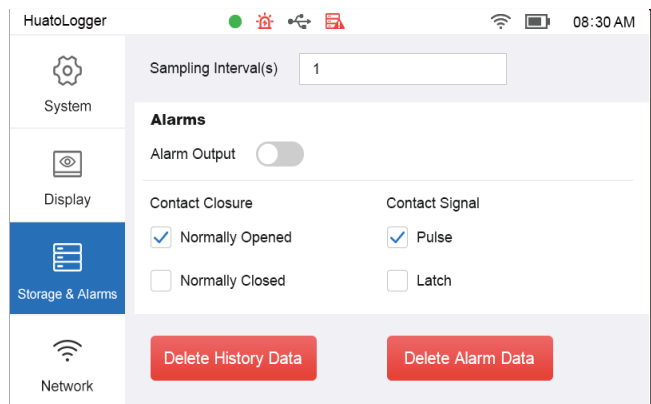 HuatoLogger
08:30 AM
System
Display
Storage & Alarms
Network
Sampling Interval(s)
1
Alarms
Alarm Output
Contact Closure
Contact Signal
Normally Opened
Pulse
Normally Closed
Latch
Delete History Data
Delete Alarm Data